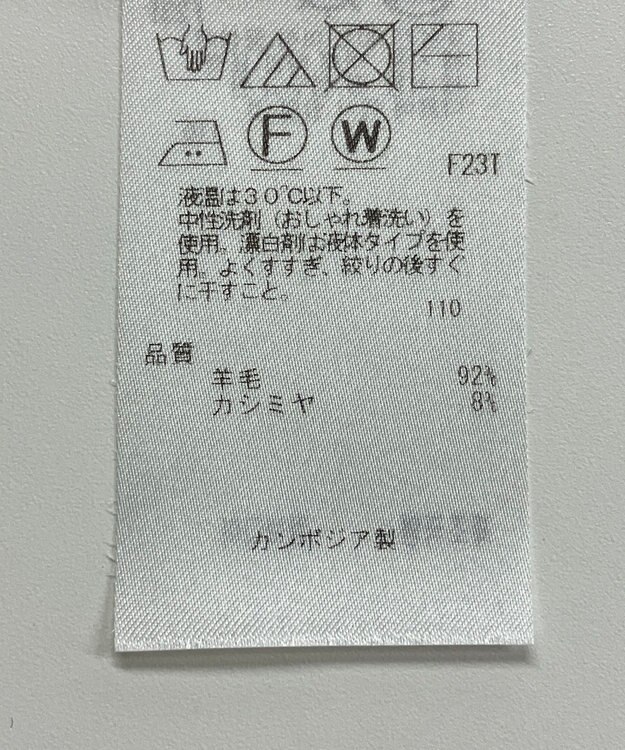 F W
F23T
液温は30℃以下。
中性洗剤（おしゃれ着洗い）を
使用。漂白剤は液体タイプを使
用。よくすすぎ、絞りの後すぐ
に干すこと。
110
品質
羊毛 92%
カシミヤ 8%
カンボジア製